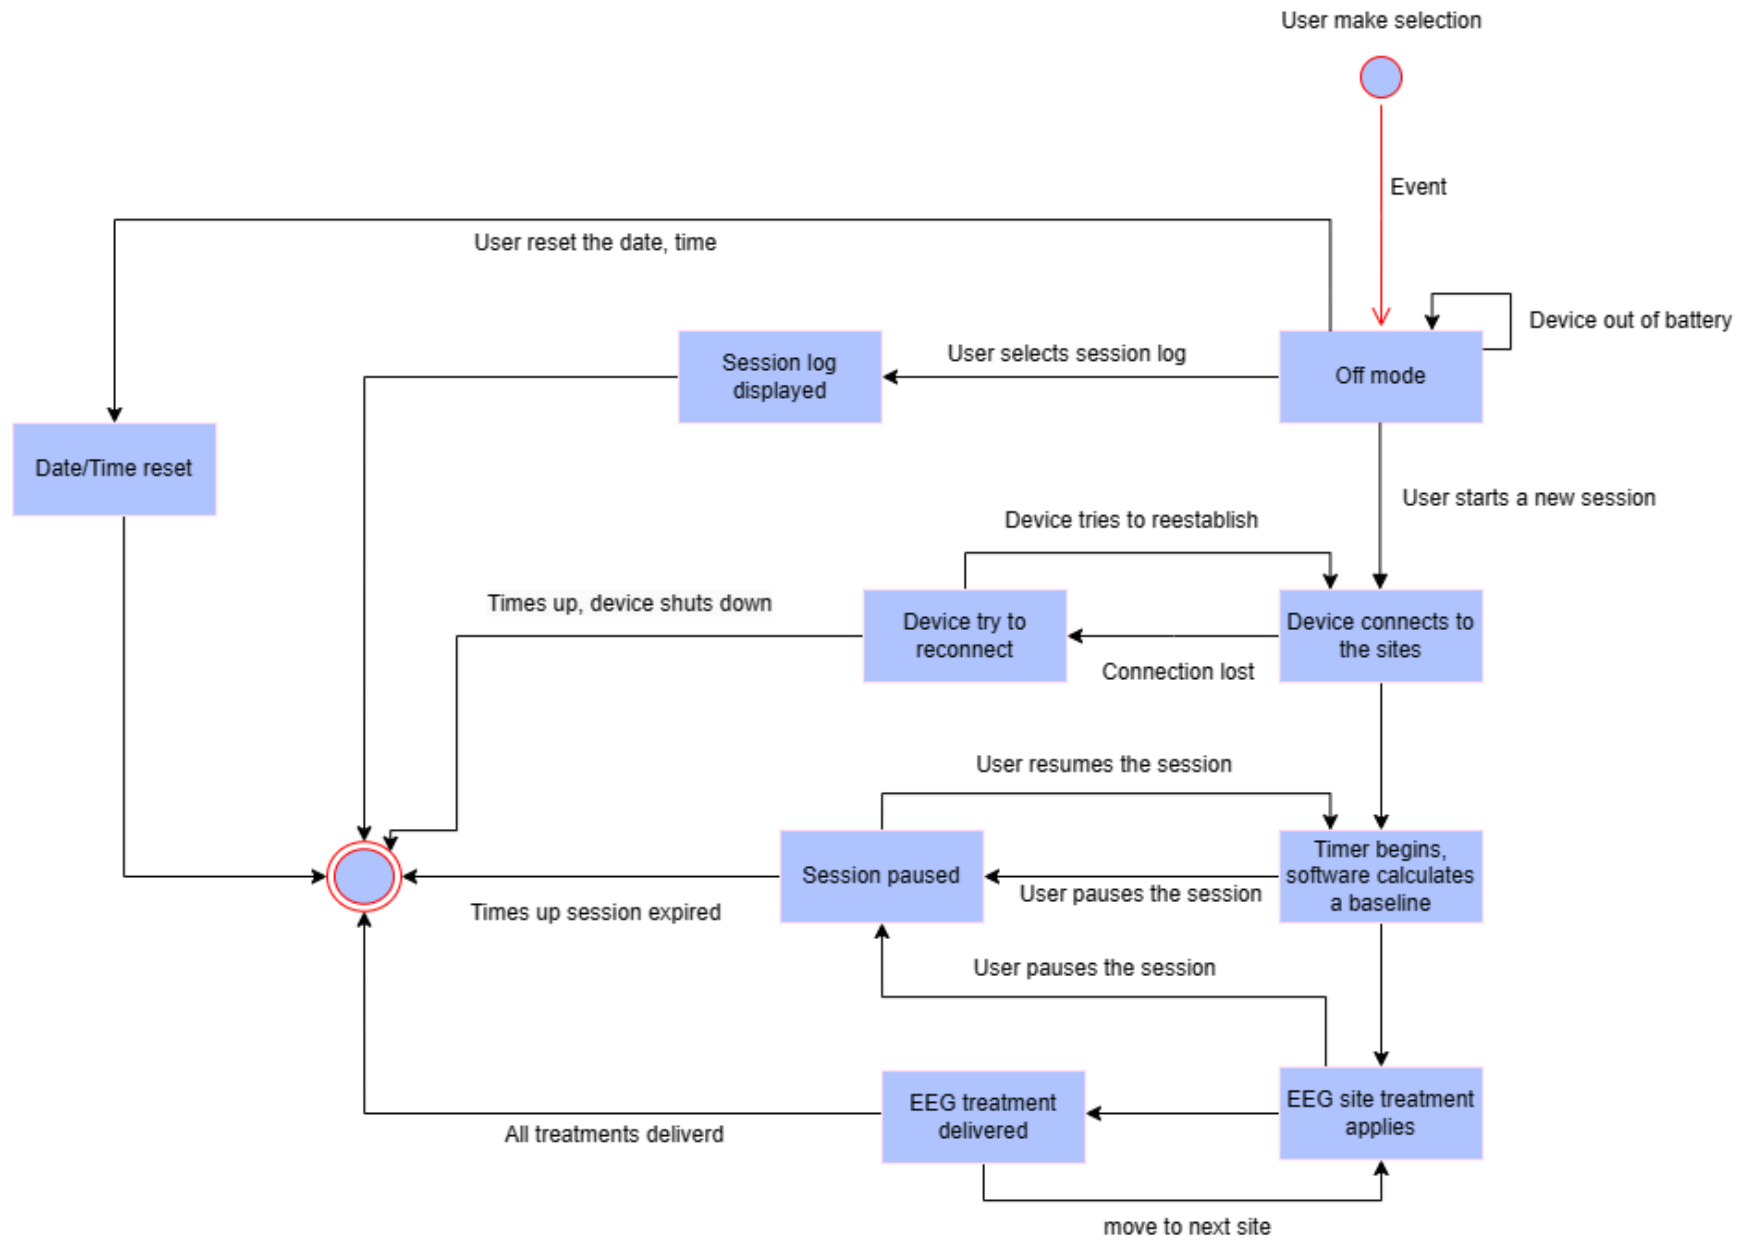 User make selection
Event
User reset the date, time
Device out of battery
User selects session log
Session log
displayed
Off mode
Date/Time reset
User starts a new session
Device tries to reestablish
Times up, device shuts down
Device try to
reconnect
Device connects to
the sites
Connection lost
User resumes the session
Timer begins,
software calculates
a baseline
Session paused
User pauses the session
Times up session expired
User pauses the session
EEG treatment
delivered
EEG site treatment
applies
All treatments deliverd
move to next site